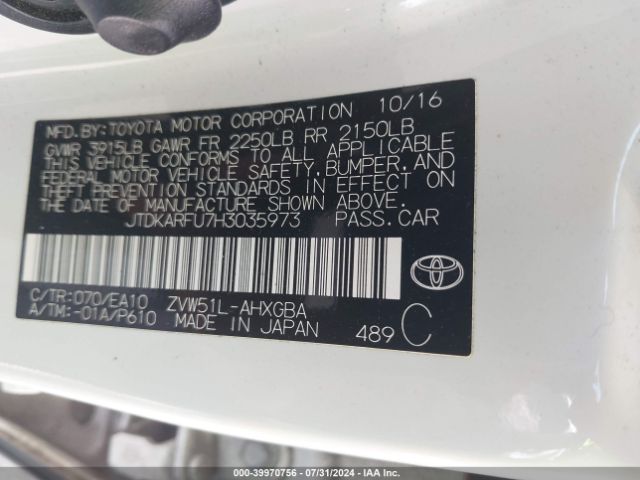 MFD.BY:TOYOTA MOTOR CORPORATION 10/16
GVWR 3915LB GAWR FR 2250LB RR 2150LB
THIS VEHICLE CONFORMS TO ALL APPLICABLE
FEDERAL MOTOR VEHICLE SAFETY,BUMPER,AND
THEFT PREVENTION STANDARDS IN EFFECT ON
THE DATE OF MANUFACTURE SHOWN ABOVE.
JTDKARFU7H3035973 PASS.CAR
C/TR:070/EA10 ZVW51L-AHXGBA
A/TM:-01A/P610 MADE IN JAPAN 489 C
000-39970756 - 07/31/2024 - IAA Inc.